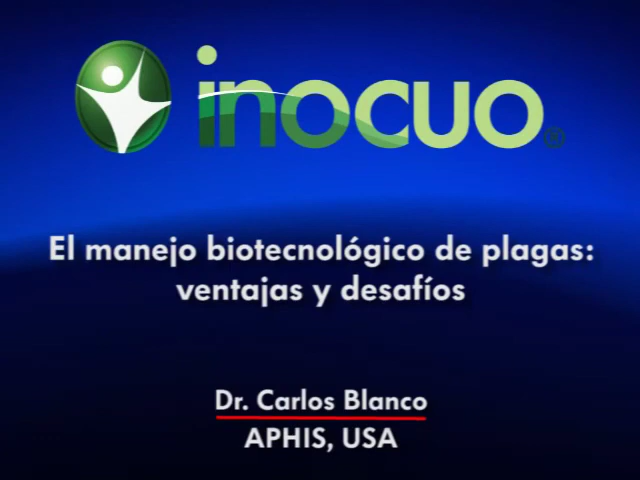 inocuo®
El manejo biotecnológico de plagas:
ventajas y desafíos
Dr. Carlos Blanco
APHIS, USA